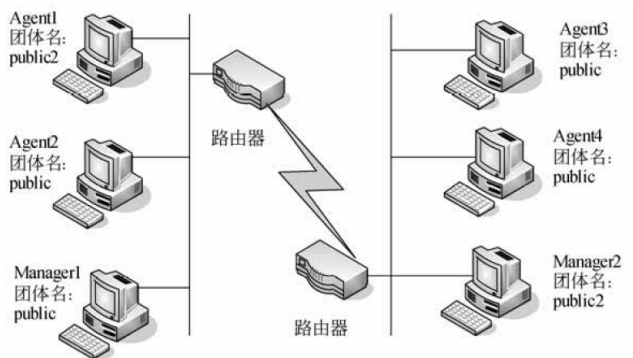 Agent1
团体名:
public2
Agent2
团体名:
public
Manager1
团体名:
public
路由器
路由器
Agent3
团体名:
public
Agent4
团体名:
public
Manager2
团体名:
public2